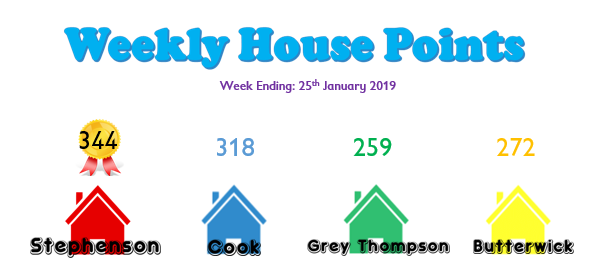 Weekly House Points
Week Ending: 25th January 2019
344 318 259 272
Stephenson Cook Grey Thompson Butterwick